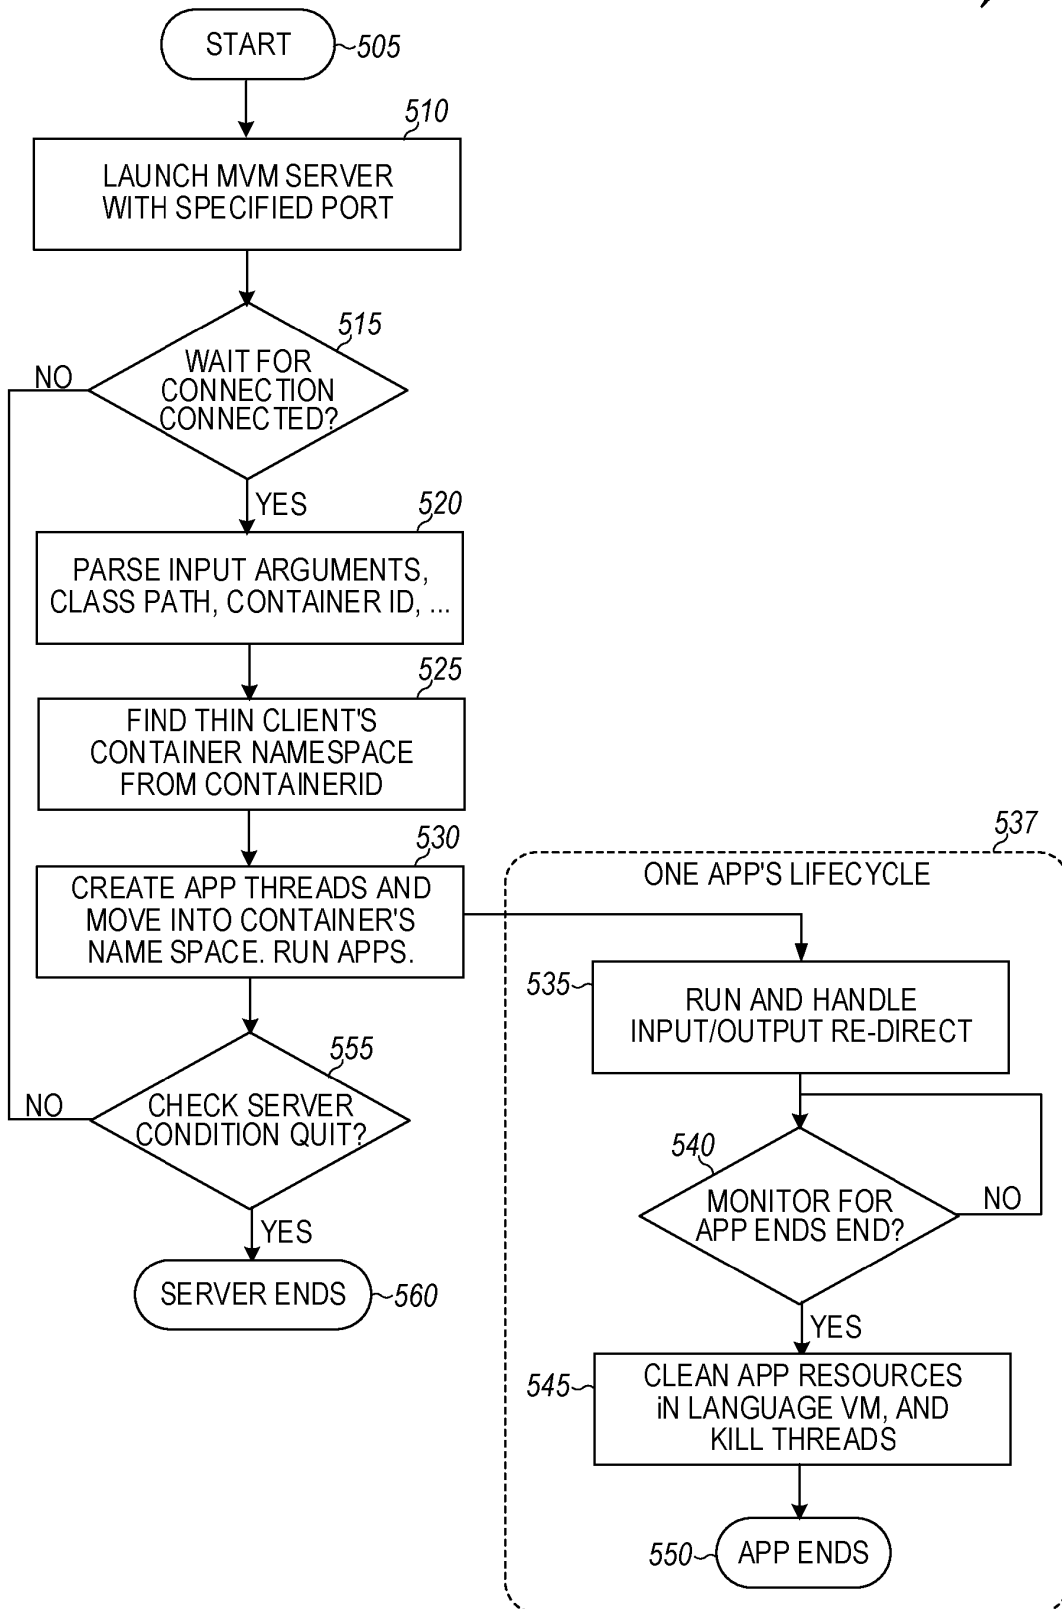 START
505
510
LAUNCH MVM SERVER
WITH SPECIFIED PORT
515
WAIT FOR
CONNECTION
CONNECTED?
NO
YES
520
PARSE INPUT ARGUMENTS,
CLASS PATH, CONTAINER ID, ...
525
FIND THIN CLIENT'S
CONTAINER NAMESPACE
FROM CONTAINERID
530
CREATE APP THREADS AND
MOVE INTO CONTAINER'S
NAME SPACE. RUN APPS.
555
CHECK SERVER
CONDITION QUIT?
NO
YES
SERVER ENDS
560
537
ONE APP'S LIFECYCLE
535
RUN AND HANDLE
INPUT/OUTPUT RE-DIRECT
540
MONITOR FOR
APP ENDS END?
NO
YES
545
CLEAN APP RESOURCES
iN LANGUAGE VM, AND
KILL THREADS
550
APP ENDS